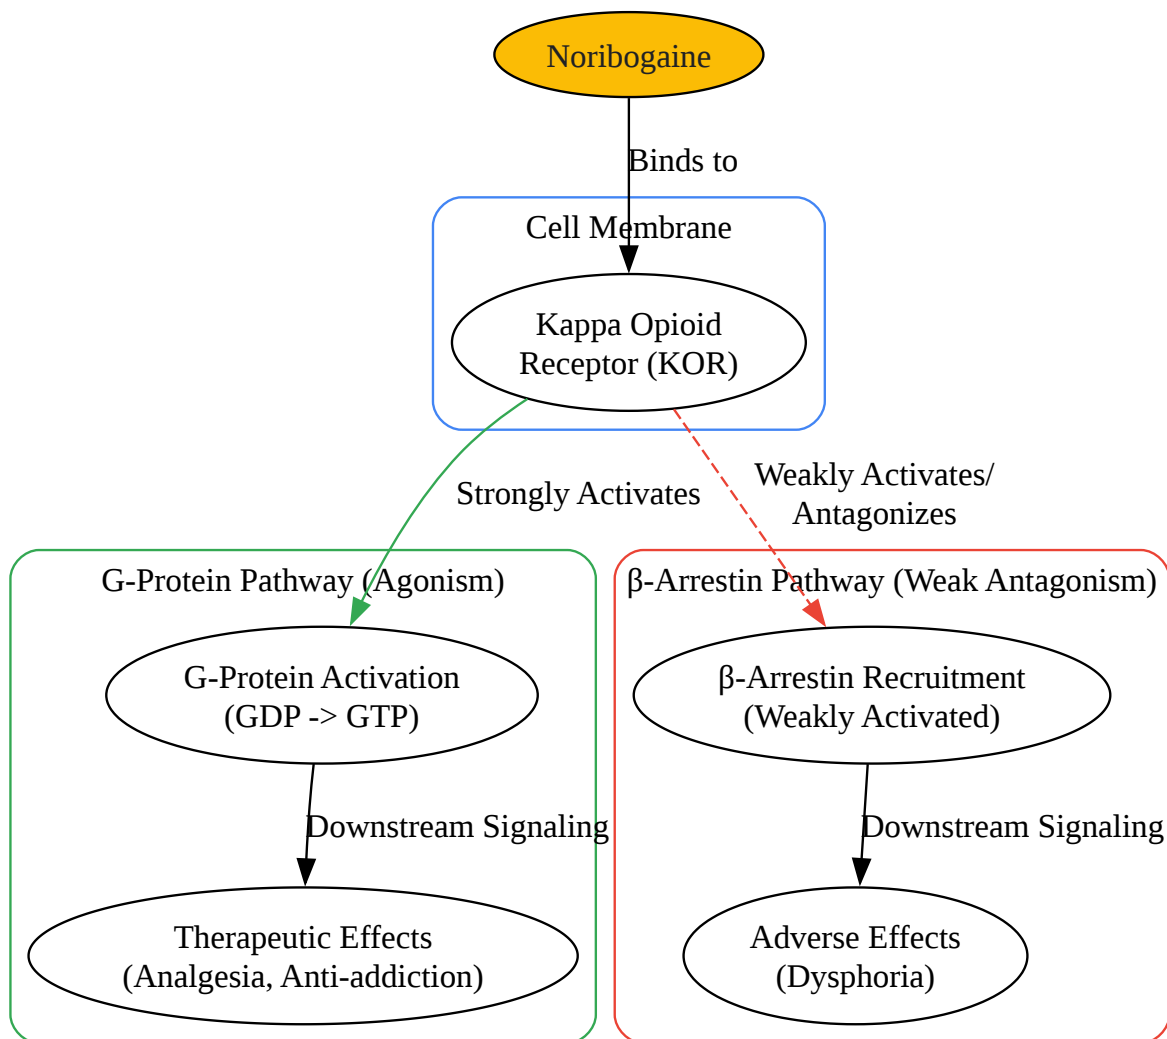 Noribogaine
Binds to
Cell Membrane
Kappa Opioid
Receptor (KOR)
Strongly Activates
Weakly Activates/
Antagonizes
G-Protein Pathway (Agonism)
G-Protein Activation
(GDP -> GTP)
Downstream Signaling
Therapeutic Effects
(Analgesia, Anti-addiction)
β-Arrestin Pathway (Weak Antagonism)
β-Arrestin Recruitment
(Weakly Activated)
Downstream Signaling
Adverse Effects
(Dysphoria)